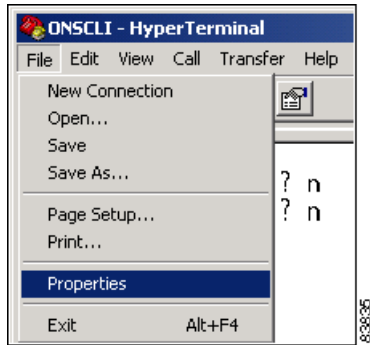 ONSCLI - HyperTerminal
File Edit View Call Transfer Help
New Connection
Open...
Save
Save As...
Page Setup...
Print...
Properties
Exit Alt+F4
? n
? n
83835